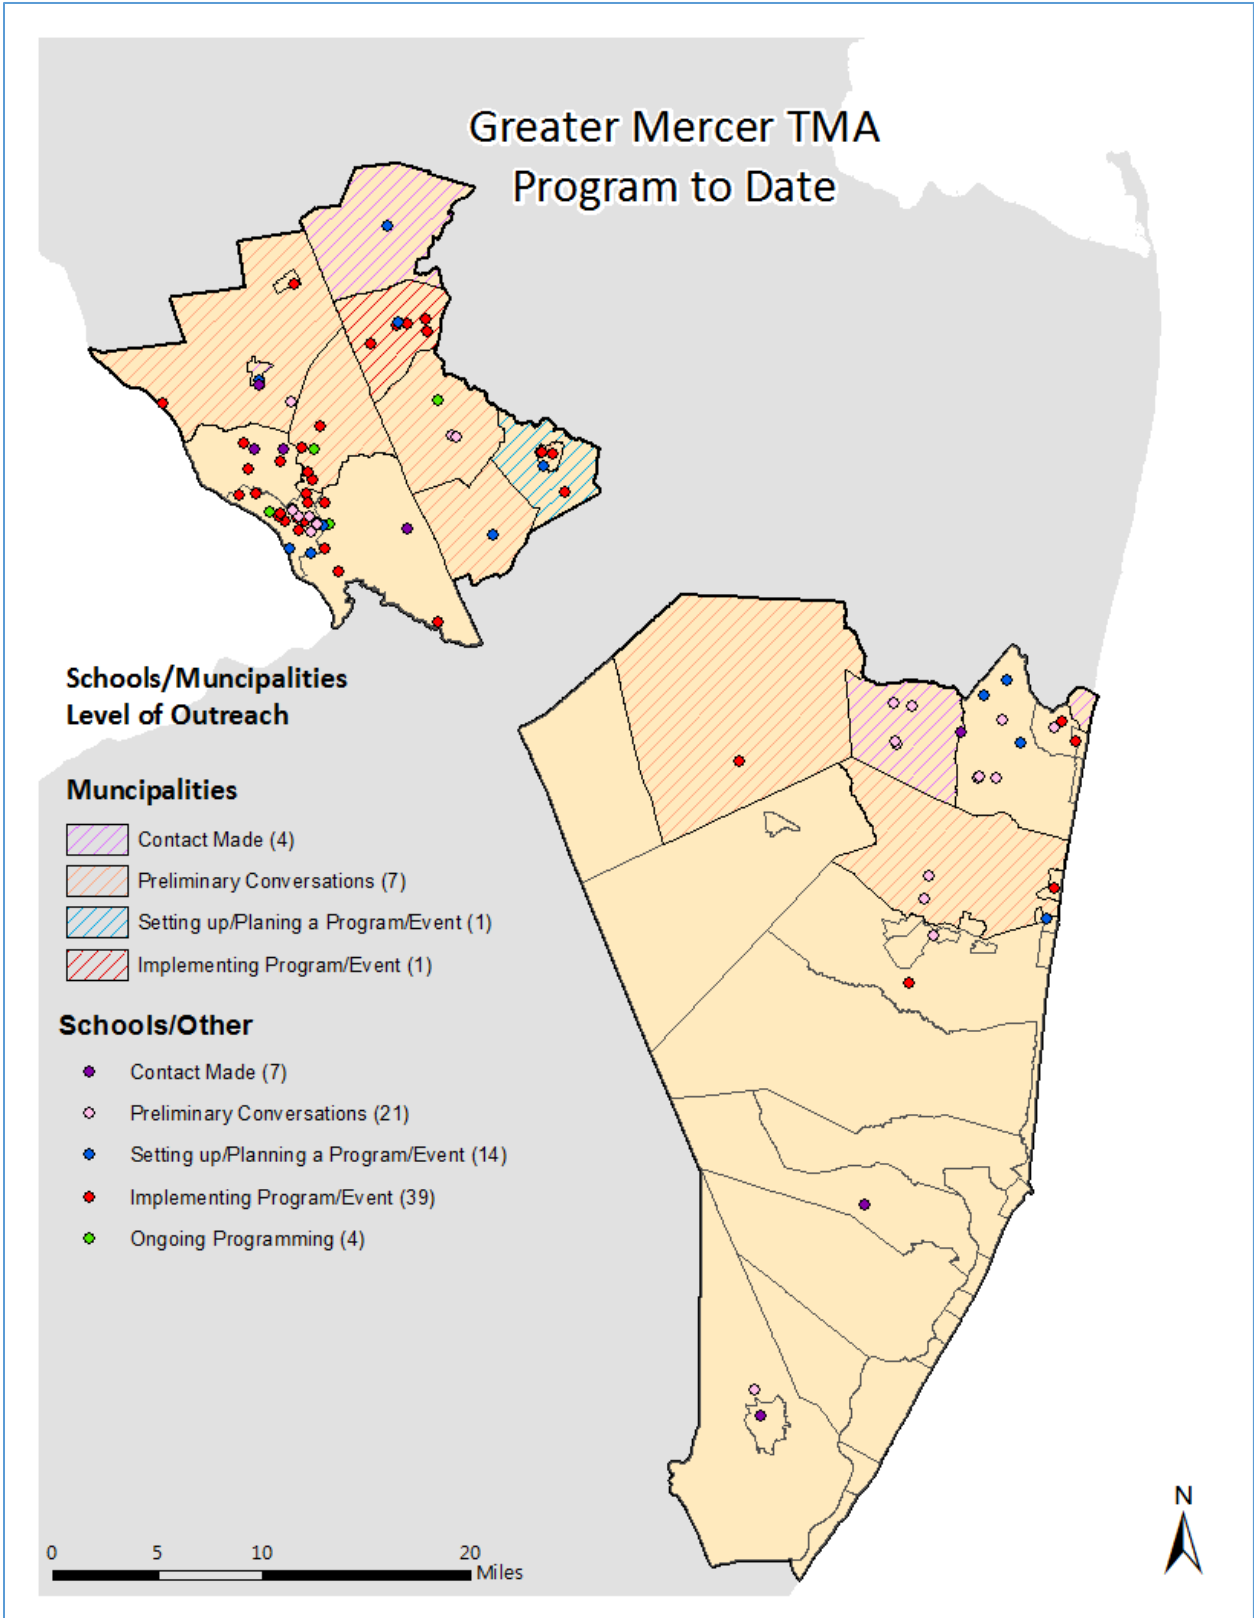 Greater Mercer TMA
Program to Date
Schools/Muncipalities
Level of Outreach
Muncipalities
Contact Made (4)
Preliminary Conversations (7)
Setting up/Planing a Program/Event (1)
Implementing Program/Event (1)
Schools/Other
Contact Made (7)
Preliminary Conversations (21)
Setting up/Planning a Program/Event (14)
Implementing Program/Event (39)
Ongoing Programming (4)
N
0 5 10 20
Miles